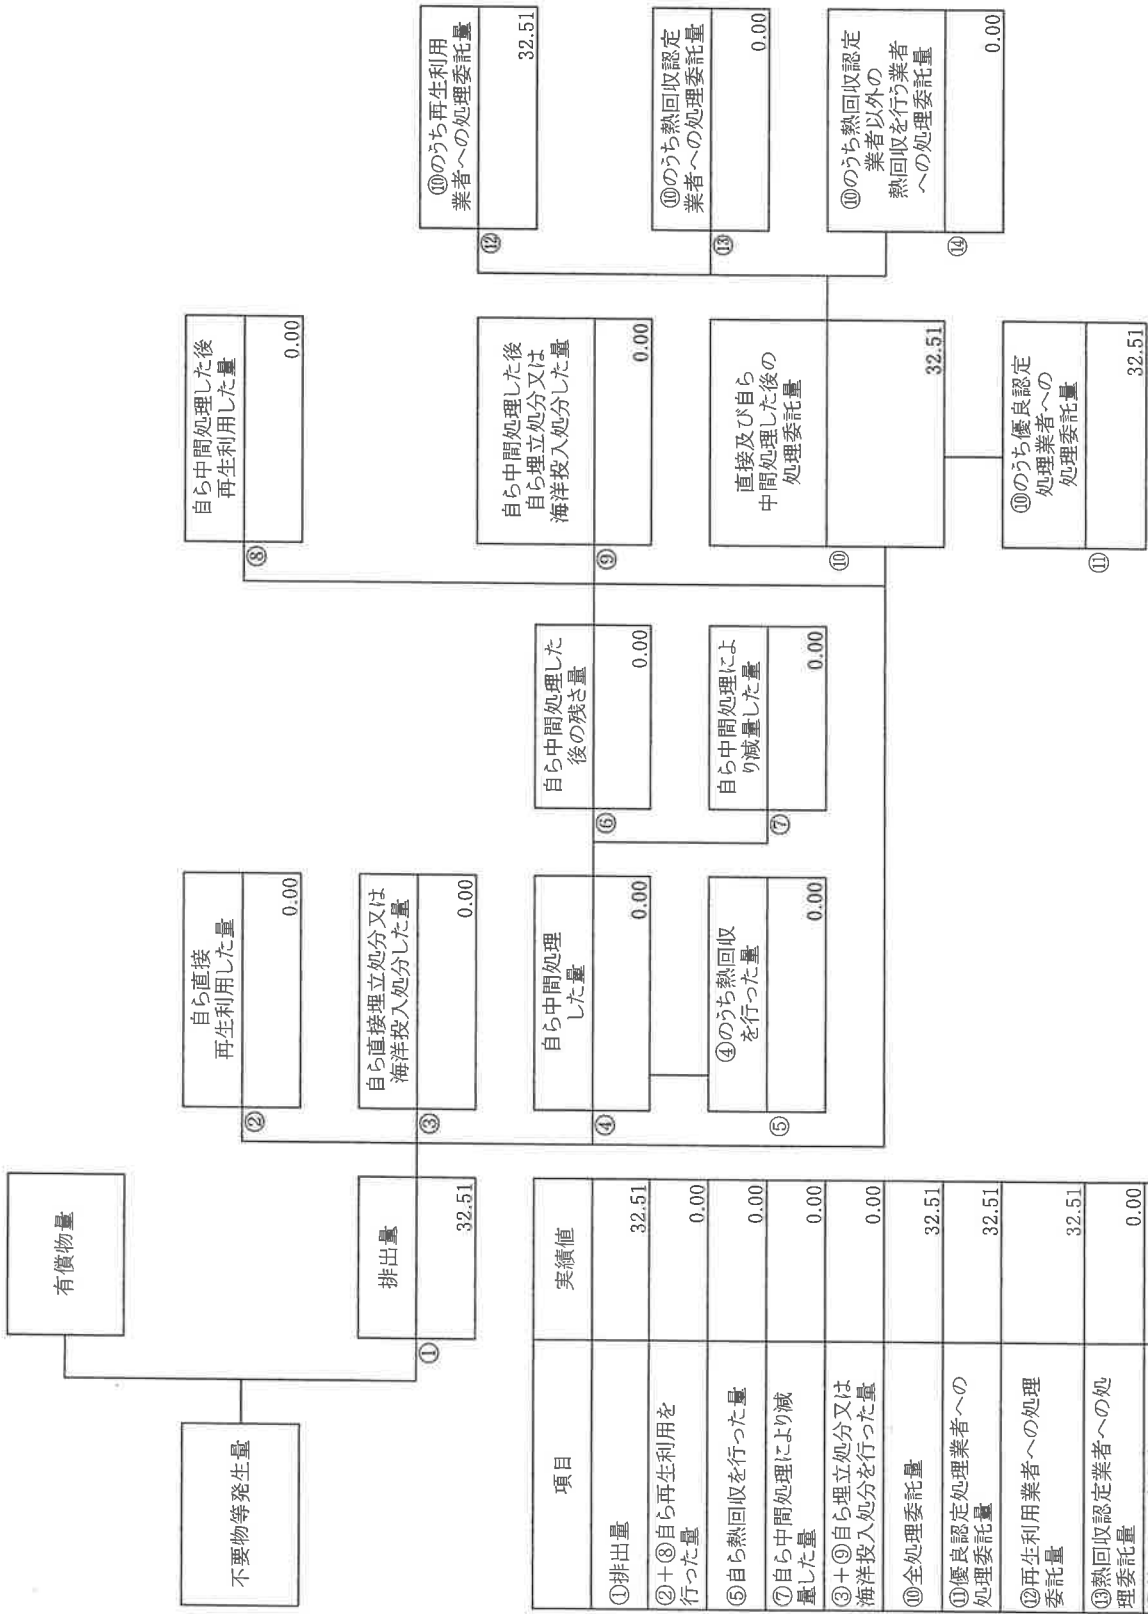 不要物等発生量
有償物量
①
排出量
32.51
②
自ら直接
再生利用した量
0.00
③
自ら直接埋立処分又は
海洋投入処分した量
0.00
④
自ら中間処理
した量
0.00
⑤
④のうち熱回収
を行った量
0.00
⑥
自ら中間処理した
後の残さ量
0.00
⑦
自ら中間処理によ
り減量した量
0.00
⑧
自ら中間処理した後
再生利用した量
0.00
⑨
自ら中間処理した後
自ら埋立処分又は
海洋投入処分した量
0.00
⑩
直接及び自ら
中間処理した後の
処理委託量
32.51
⑪
⑩のうち優良認定
処理業者への
処理委託量
32.51
⑫
⑩のうち再生利用
業者への処理委託量
32.51
⑬
⑩のうち熱回収認定
業者への処理委託量
0.00
⑭
⑩のうち熱回収認定
業者以外の
熱回収を行う業者
への処理委託量
0.00
項目
実績値
①排出量
32.51
②+⑧自ら再生利用を
行った量
0.00
⑤自ら熱回収を行った量
0.00
⑦自ら中間処理により減
量した量
0.00
③+⑨自ら埋立処分又は
海洋投入処分を行った量
0.00
⑩全処理委託量
32.51
⑪優良認定処理業者への
処理委託量
32.51
⑫再生利用業者への処理
委託量
32.51
⑬熱回収認定業者への処
理委託量
0.00